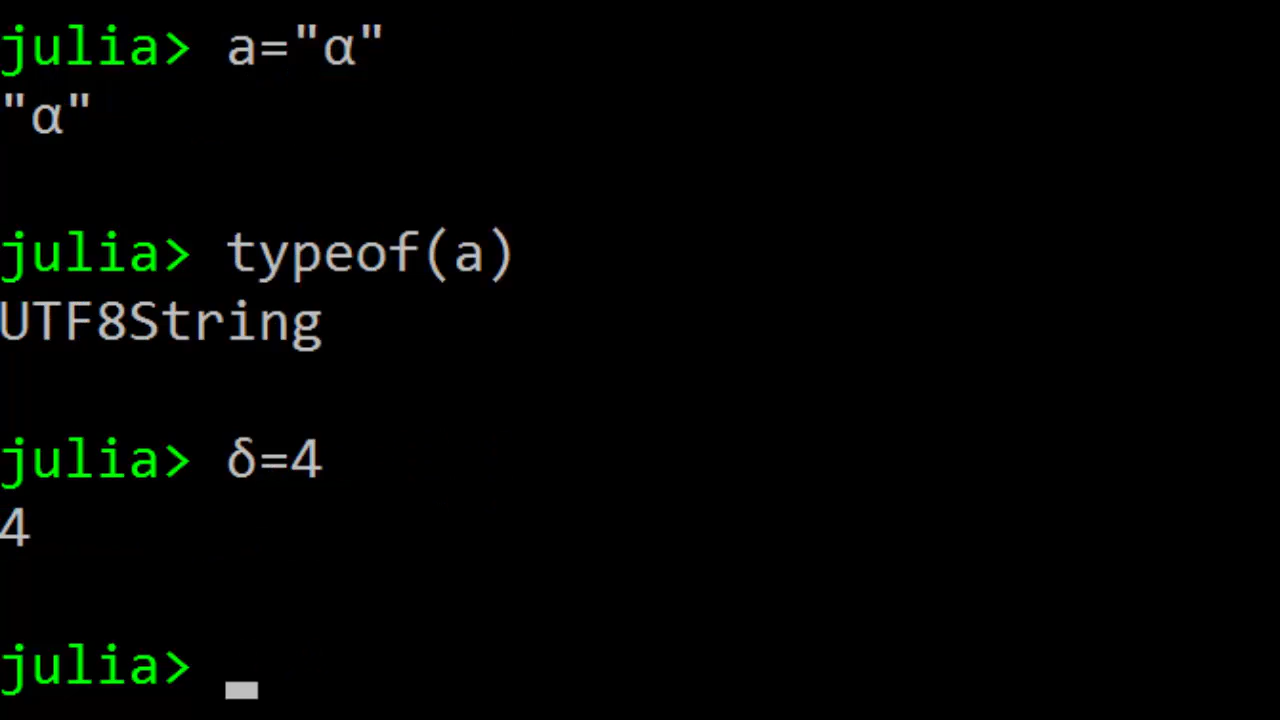 julia> a="α"
"α"
julia> typeof(a)
UTF8String
julia> δ=4
4
julia>